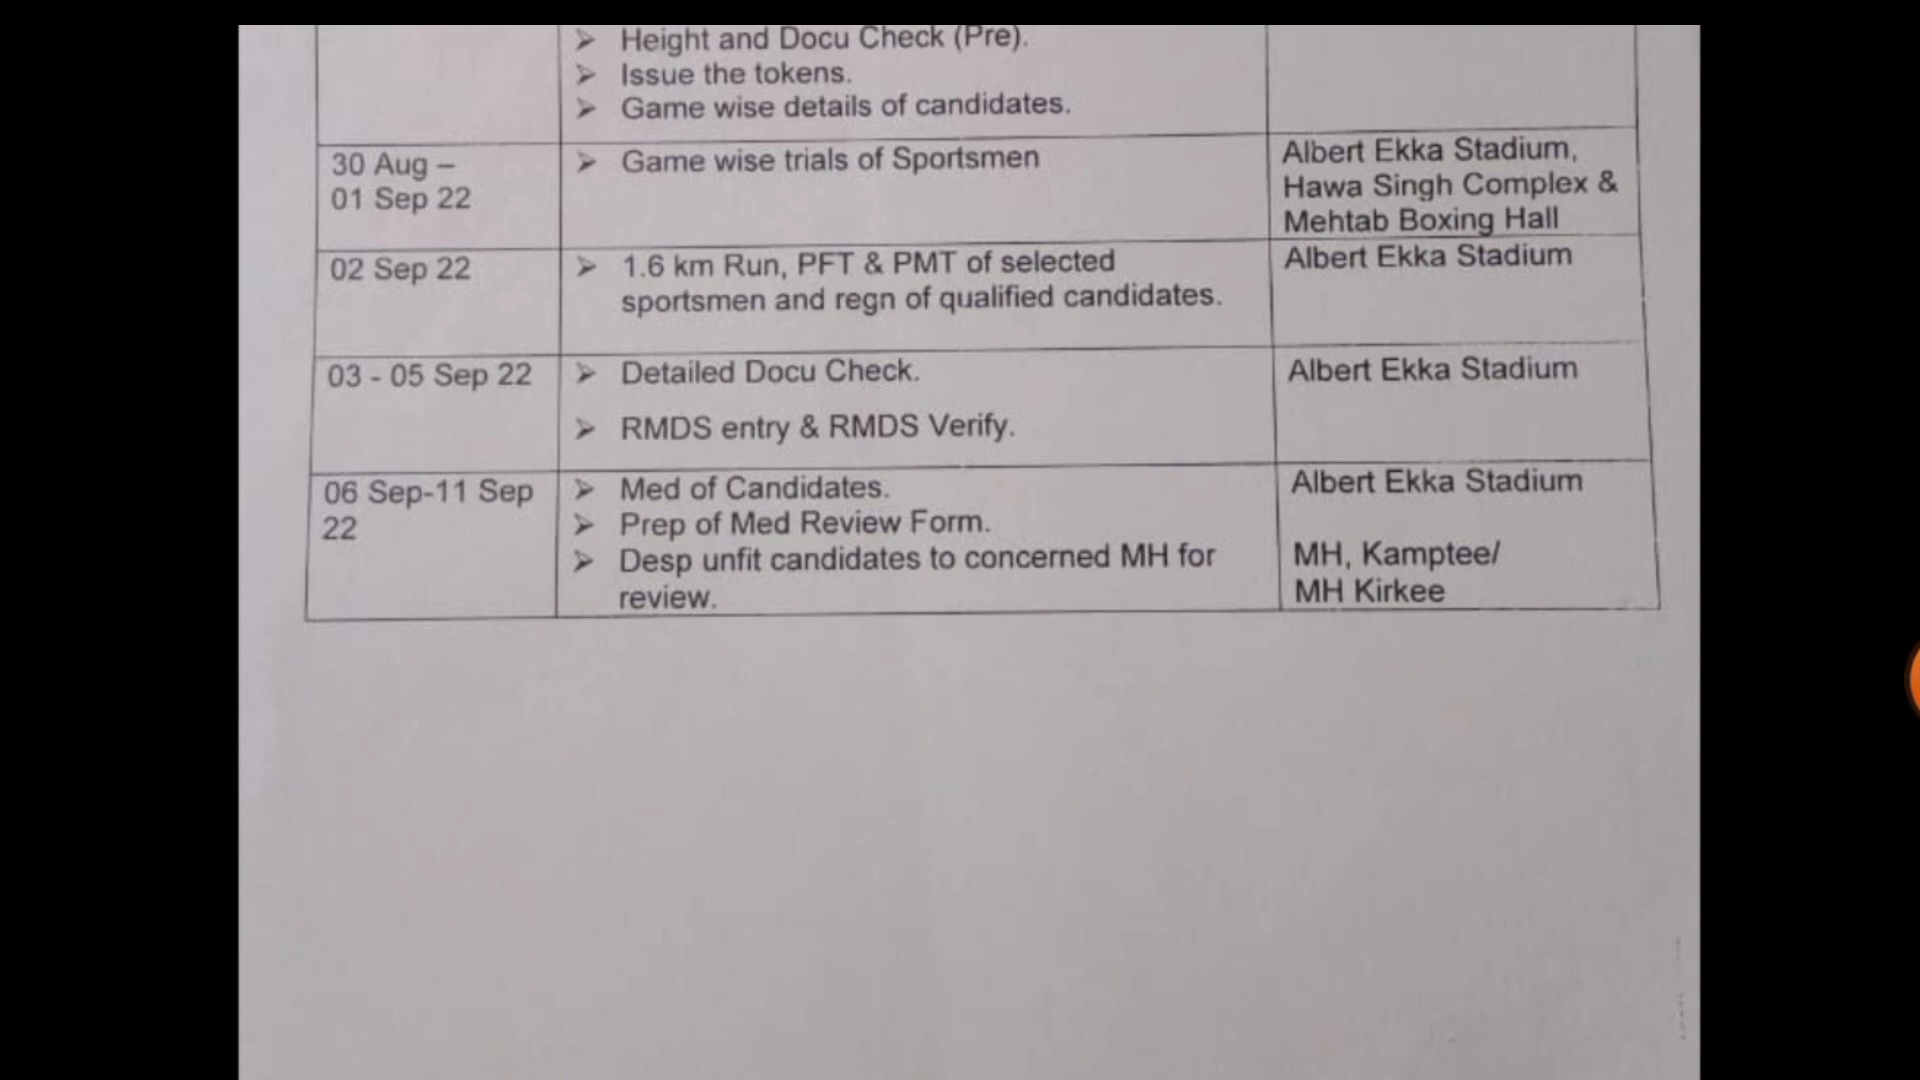 ➢ Height and Docu Check (Pre).
➢ Issue the tokens.
➢ Game wise details of candidates.
30 Aug –
01 Sep 22
➢ Game wise trials of Sportsmen
Albert Ekka Stadium,
Hawa Singh Complex &
Mehtab Boxing Hall
02 Sep 22
➢ 1.6 km Run, PFT & PMT of selected
sportsmen and regn of qualified candidates.
Albert Ekka Stadium
03 - 05 Sep 22
➢ Detailed Docu Check.
➢ RMDS entry & RMDS Verify.
Albert Ekka Stadium
06 Sep-11 Sep
22
➢ Med of Candidates.
➢ Prep of Med Review Form.
➢ Desp unfit candidates to concerned MH for
review.
Albert Ekka Stadium
MH, Kamptee/
MH Kirkee